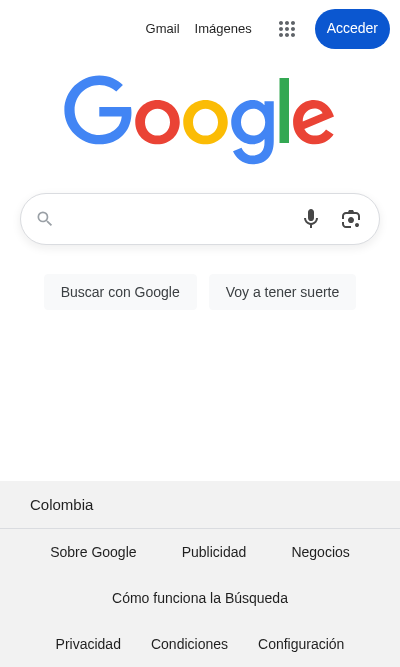 Gmail Imágenes Acceder
Google
Buscar con Google Voy a tener suerte
Colombia
Sobre Google Publicidad Negocios
Cómo funciona la Búsqueda
Privacidad Condiciones Configuración